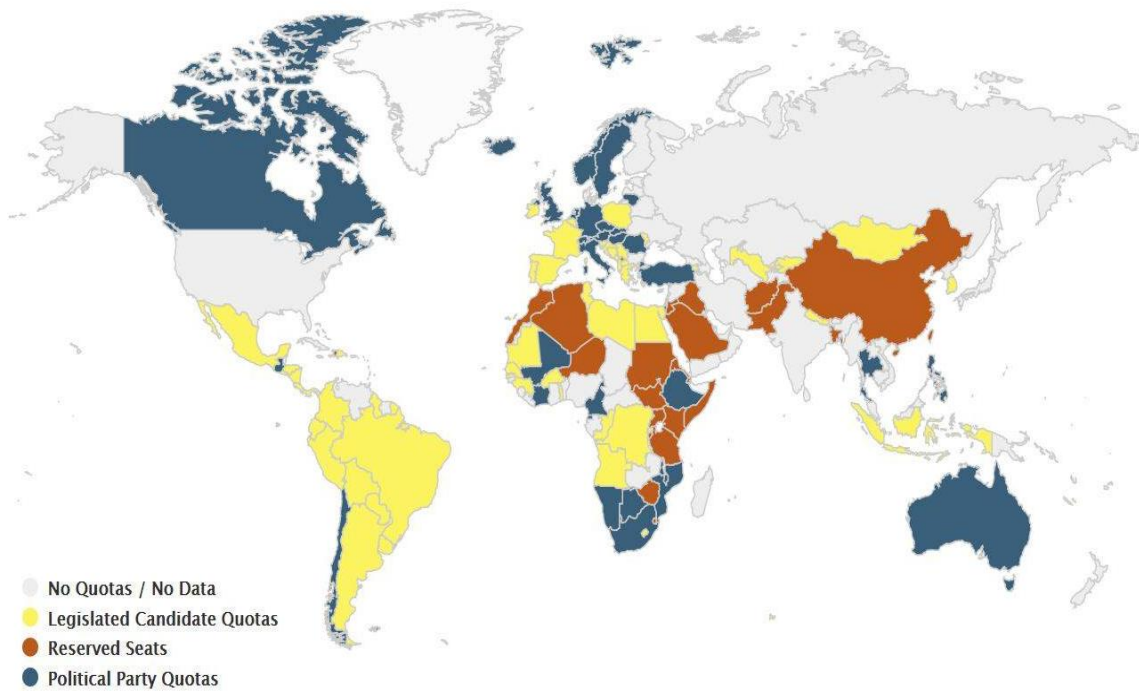 No Quotas / No Data
Legislated Candidate Quotas
Reserved Seats
Political Party Quotas